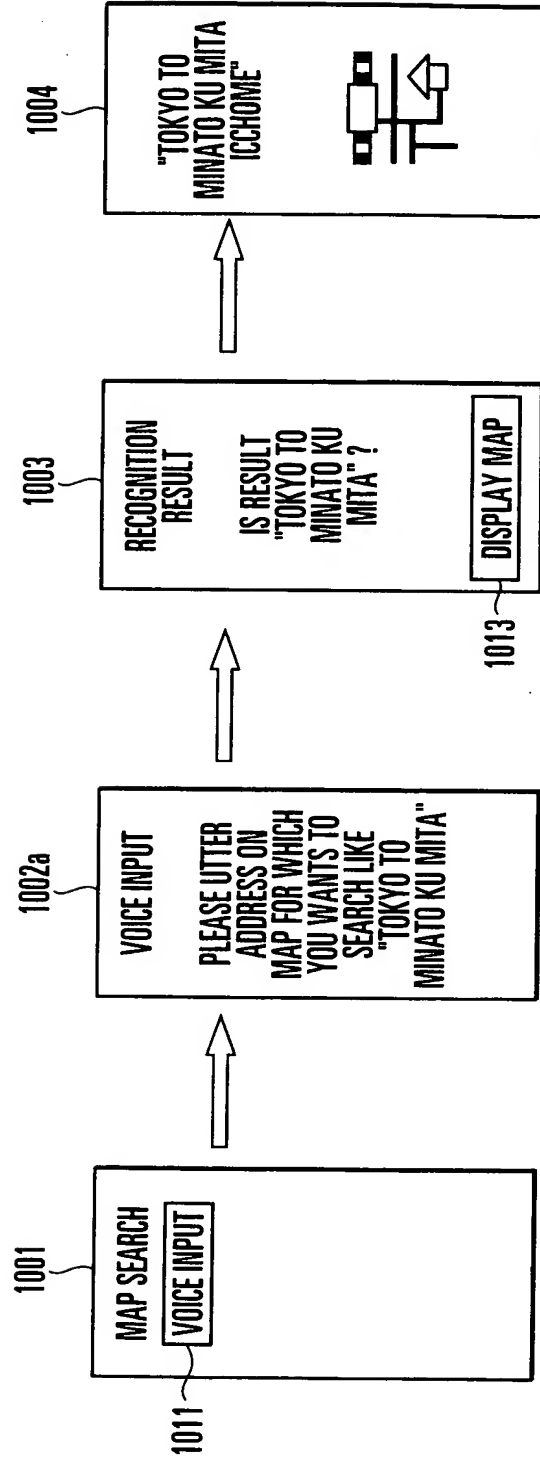 1001
MAP SEARCH
VOICE INPUT
1011
1002a
VOICE INPUT
PLEASE UTTER
ADDRESS ON
MAP FOR WHICH
YOU WANTS TO
SEARCH LIKE
"TOKYO TO
MINATO KU MITA"
1003
RECOGNITION
RESULT
IS RESULT
"TOKYO TO
MINATO KU
MITA" ?
DISPLAY MAP
1013
1004
"TOKYO TO
MINATO KU MITA
ICCHOME"